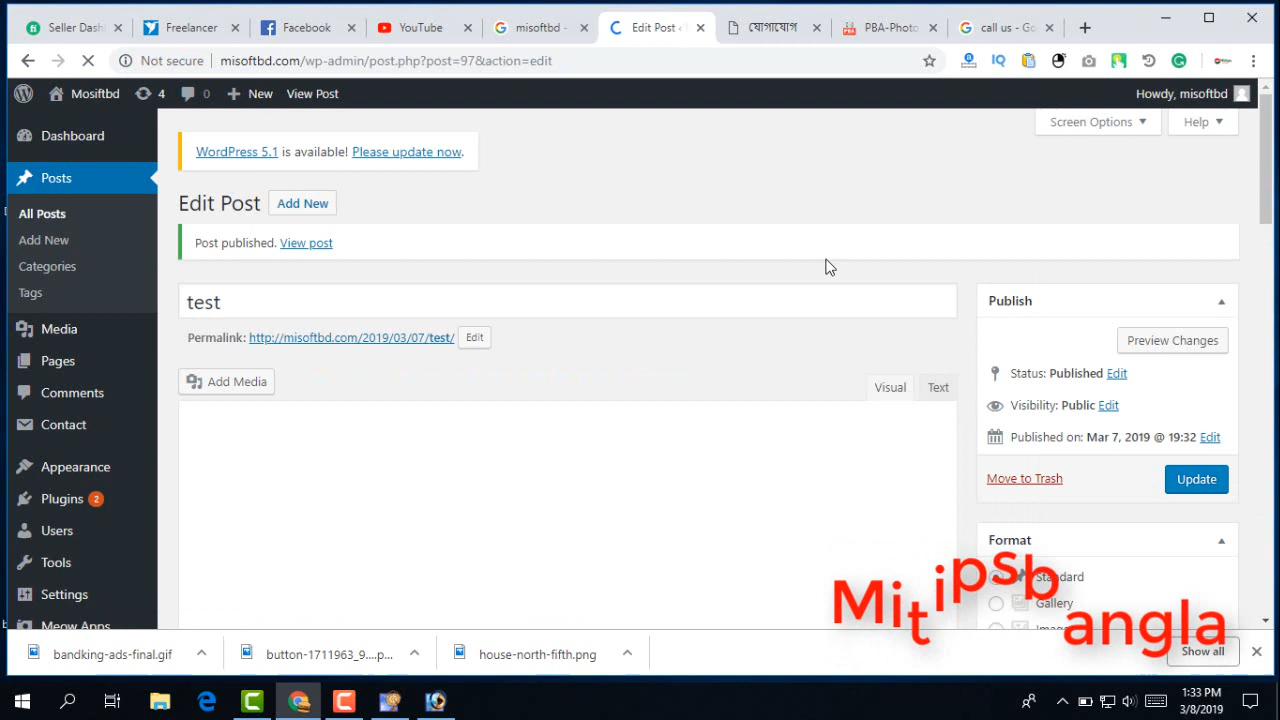 Seller Dash
Freelancer
Facebook
YouTube
misoftbd -
Edit Post ‹
যোগাযোগ
PBA-Photo
call us - Go
Not secure
misoftbd.com/wp-admin/post.php?post=97&action=edit
IQ
Mosiftbd
4
0
New
View Post
Howdy, misoftbd
Dashboard
Posts
All Posts
Add New
Categories
Tags
Media
Pages
Comments
Contact
Appearance
Plugins 2
Users
Tools
Settings
Meow Apps
Screen Options
Help
WordPress 5.1 is available! Please update now.
Edit Post
Add New
Post published. View post
test
Permalink: http://misoftbd.com/2019/03/07/test/
Edit
Add Media
Visual
Text
Publish
Preview Changes
Status: Published Edit
Visibility: Public Edit
Published on: Mar 7, 2019 @ 19:32 Edit
Move to Trash
Update
Format
Standard
Gallery
Mitipsbangla
bandking-ads-final.gif
button-1711963_9....p...
house-north-fifth.png
Show all
1:33 PM
3/8/2019